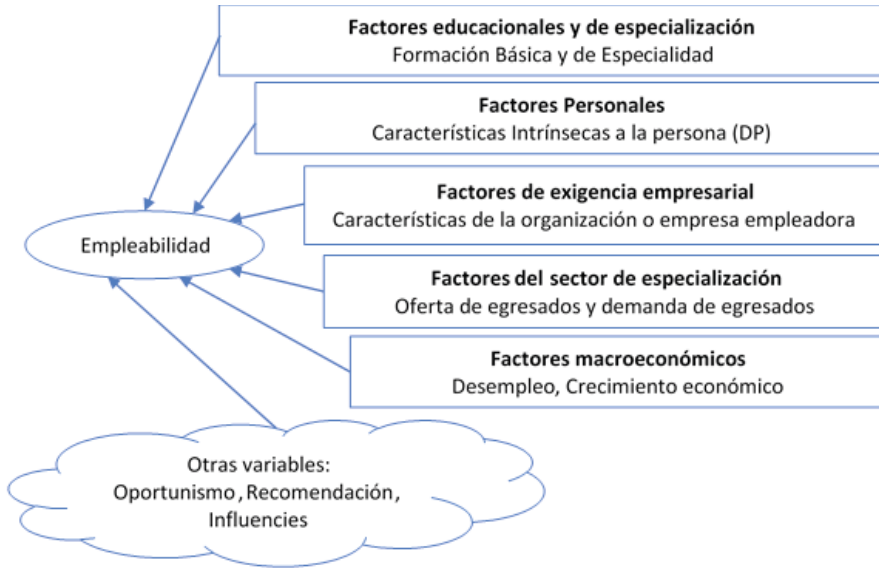 Factores educacionales y de especialización
Formación Básica y de Especialidad
Factores Personales
Características Intrínsecas a la persona (DP)
Factores de exigencia empresarial
Características de la organización o empresa empleadora
Empleabilidad
Factores del sector de especialización
Oferta de egresados y demanda de egresados
Factores macroeconómicos
Desempleo, Crecimiento económico
Otras variables:
Oportunismo, Recomendación,
Influencies